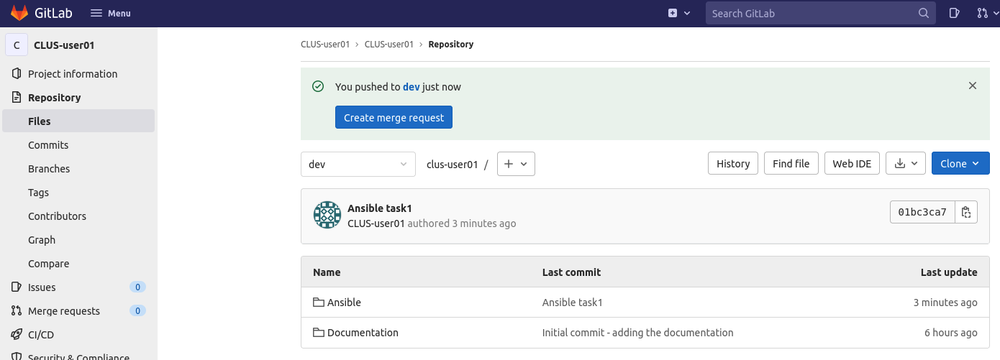 GitLab Menu Search GitLab
C CLUS-user01
Project information
Repository
Files
Commits
Branches
Tags
Contributors
Graph
Compare
Issues 0
Merge requests 0
CI/CD
Security & Compliance
CLUS-user01 › CLUS-user01 › Repository
You pushed to dev just now
Create merge request
dev clus-user01 / History Find file Web IDE Clone
Ansible task1
CLUS-user01 authored 3 minutes ago
01bc3ca7
Name Last commit Last update
Ansible Ansible task1 3 minutes ago
Documentation Initial commit - adding the documentation 6 hours ago